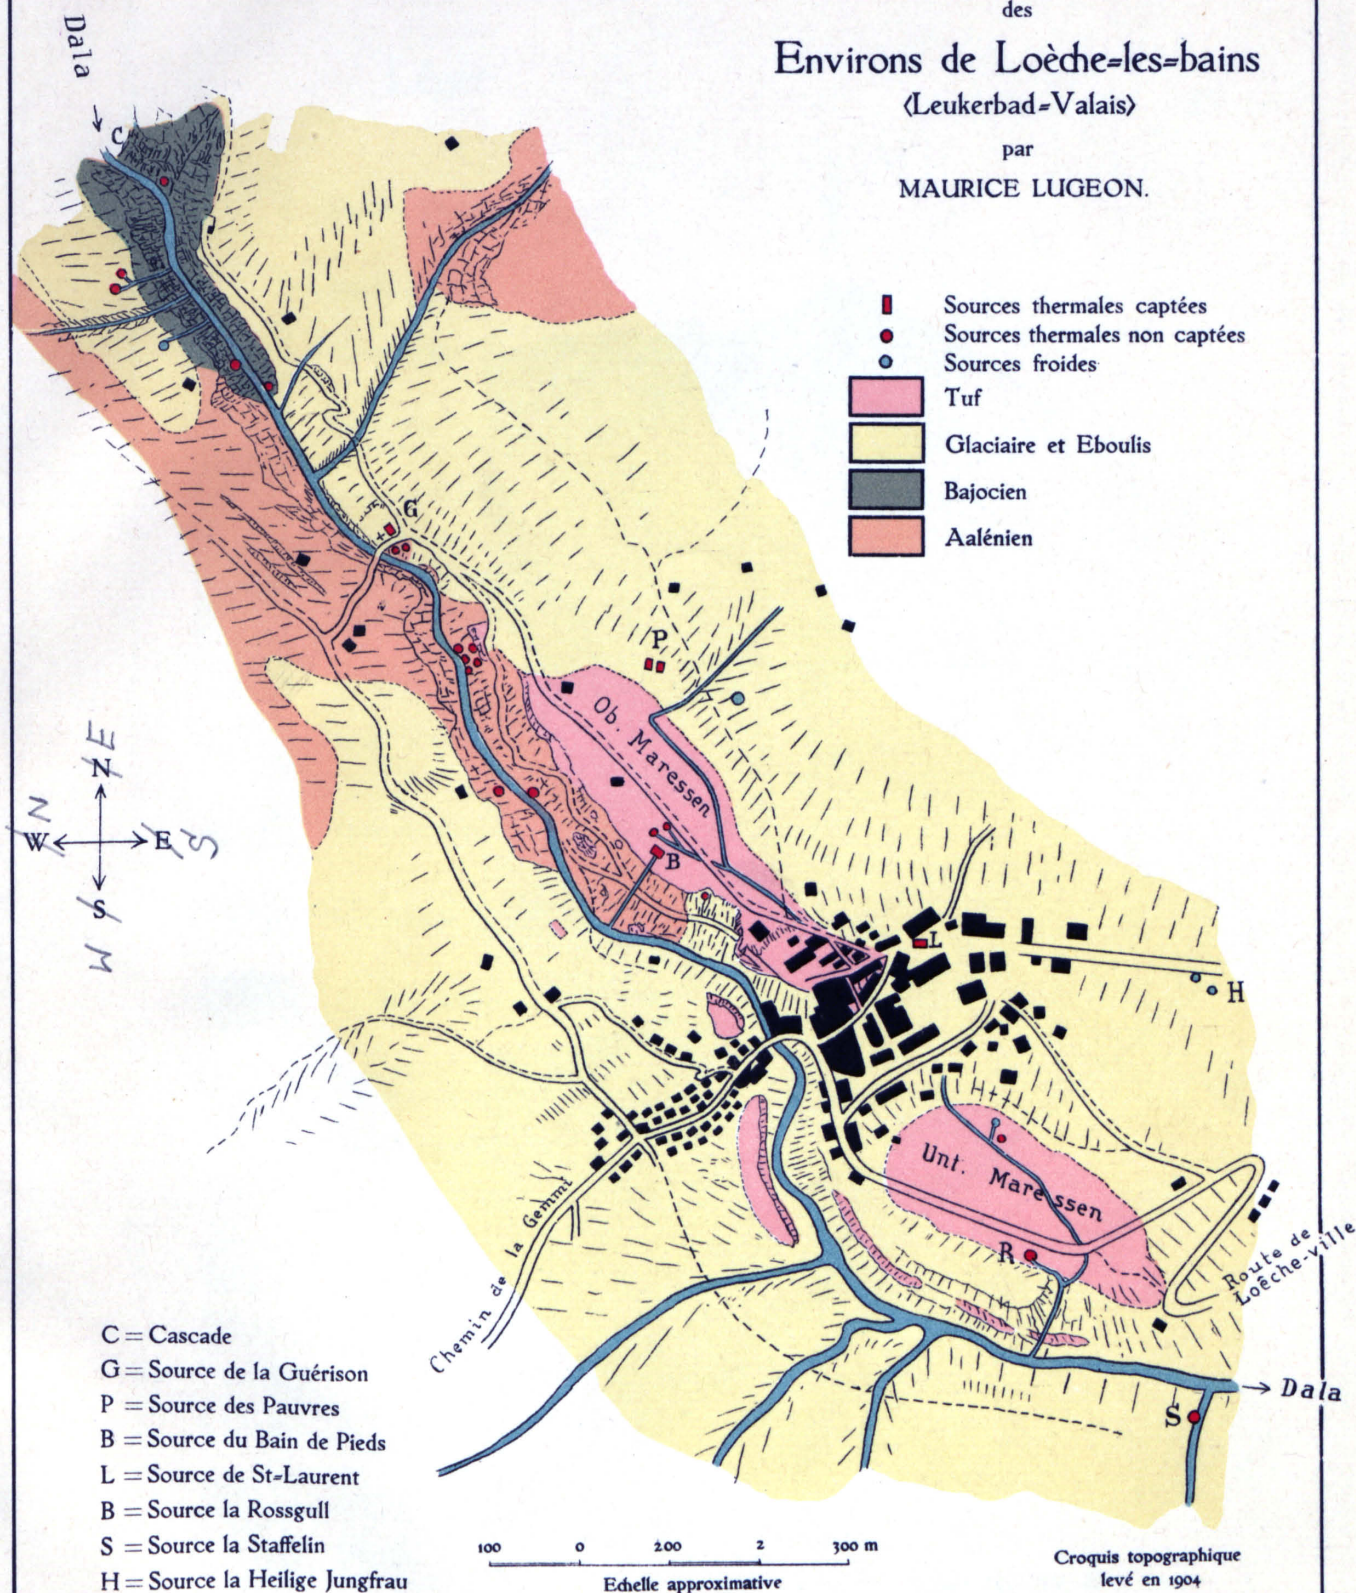 des
Environs de Loèche-les-bains
(Leukerbad-Valais)
par
MAURICE LUGEON.
Dala
C
Sources thermales captées
Sources thermales non captées
Sources froides
Tuf
Glaciaire et Eboulis
Bajocien
Aalénien
G
P
Ob. Maressen
B
L
H
NE
N
N
W
E
S
S
W
Unt. Maressen
R
Chemin de la Gemmi
Route de
Loêche-ville
Dala
S
C = Cascade
G = Source de la Guérison
P = Source des Pauvres
B = Source du Bain de Pieds
L = Source de St-Laurent
B = Source la Rossgull
S = Source la Staffelin
H = Source la Heilige Jungfrau
100 0 200 2 300 m
Echelle approximative
Croquis topographique
levé en 1904